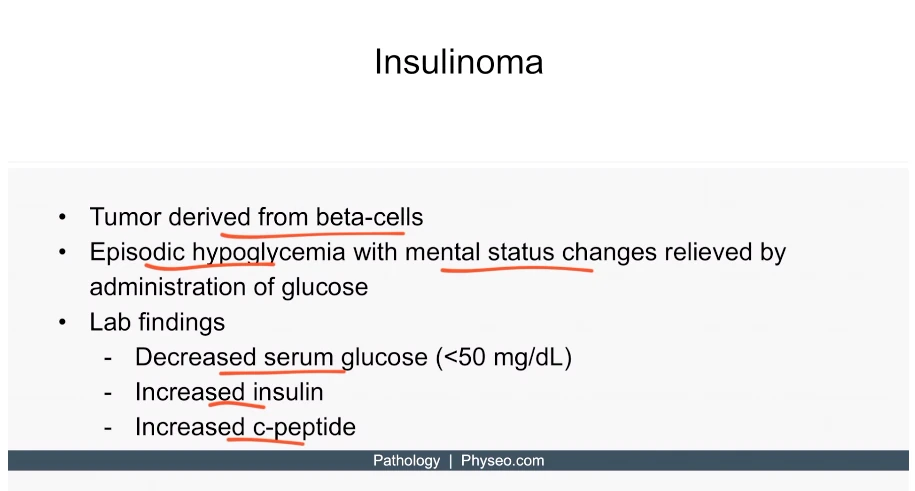 Insulinoma
• Tumor derived from beta-cells
• Episodic hypoglycemia with mental status changes relieved by
administration of glucose
• Lab findings
- Decreased serum glucose (<50 mg/dL)
- Increased insulin
- Increased c-peptide
Pathology | Physeo.com